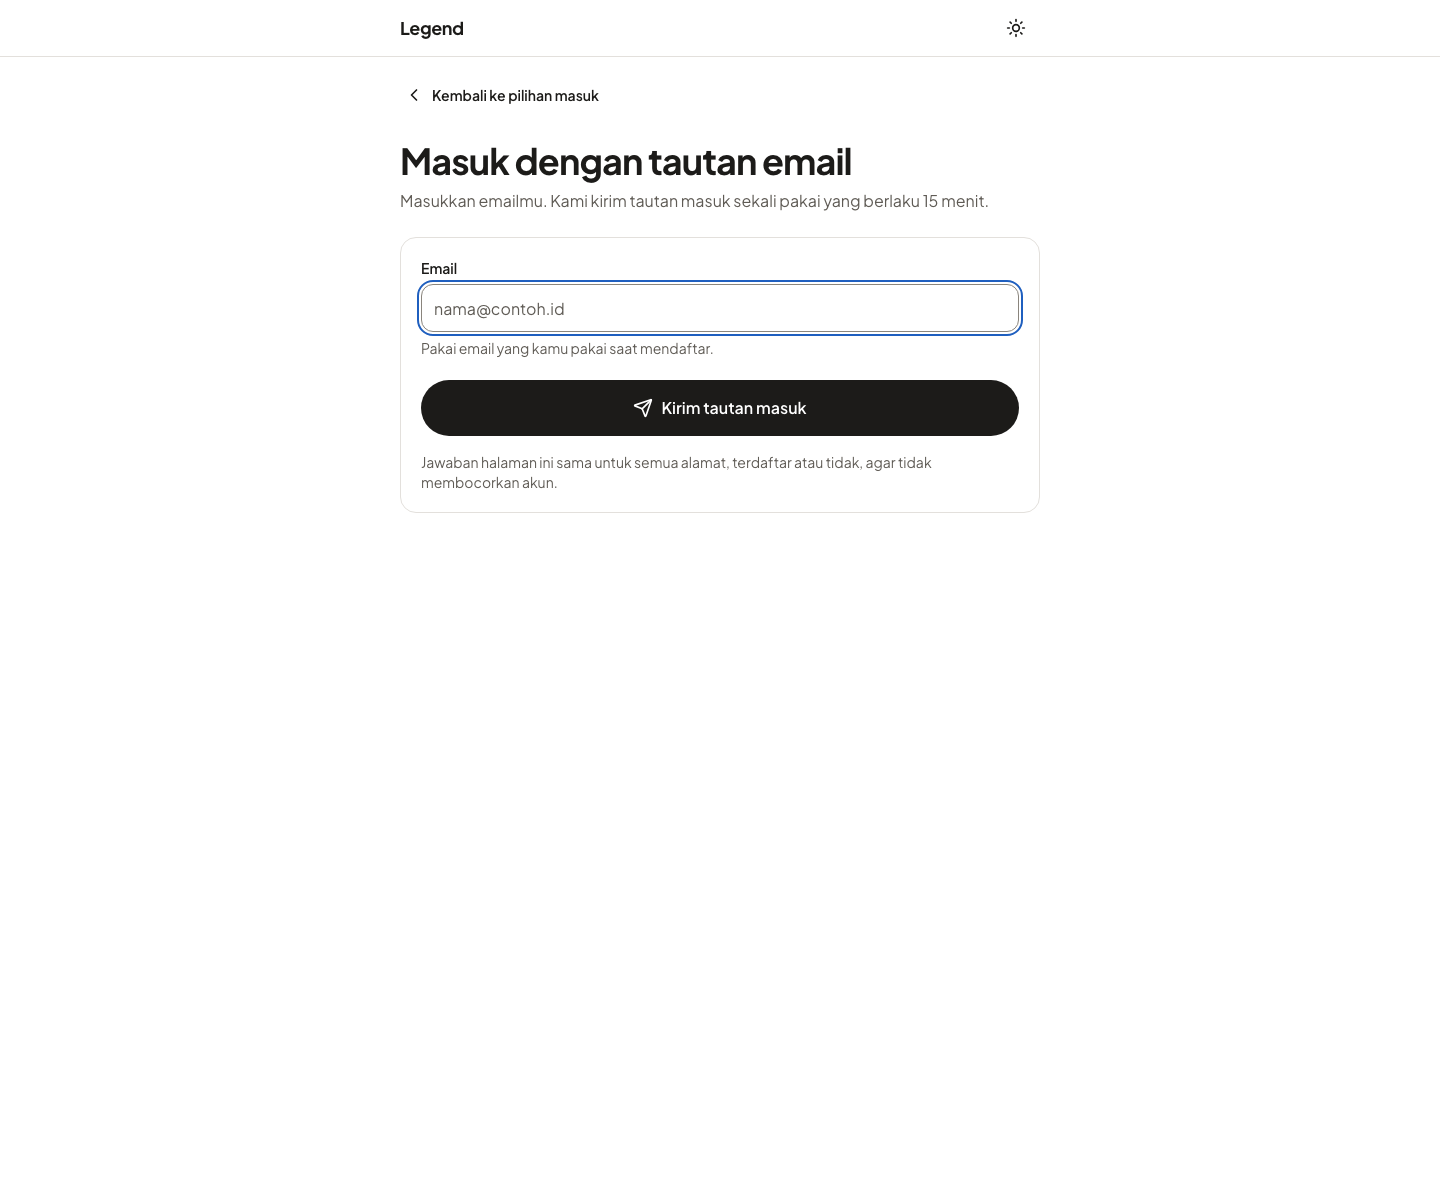 Legend
Kembali ke pilihan masuk
Masuk dengan tautan email
Masukkan emailmu. Kami kirim tautan masuk sekali pakai yang berlaku 15 menit.
Email
nama@contoh.id
Pakai email yang kamu pakai saat mendaftar.
Kirim tautan masuk
Jawaban halaman ini sama untuk semua alamat, terdaftar atau tidak, agar tidak
membocorkan akun.